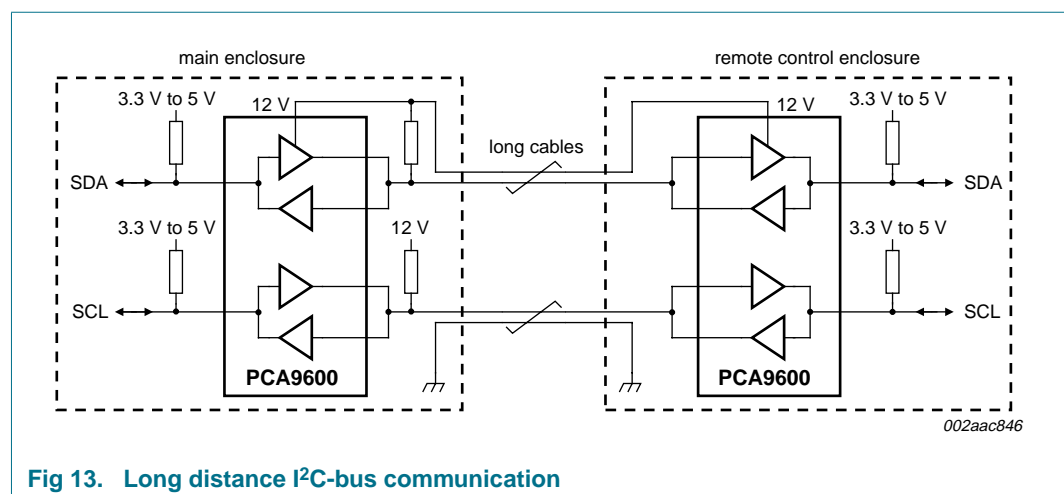 main enclosure
remote control enclosure
3.3 V to 5 V
12 V
12 V
3.3 V to 5 V
long cables
SDA
SDA
3.3 V to 5 V
12 V
3.3 V to 5 V
SCL
SCL
PCA9600
PCA9600
002aac846
Fig 13. Long distance I²C-bus communication